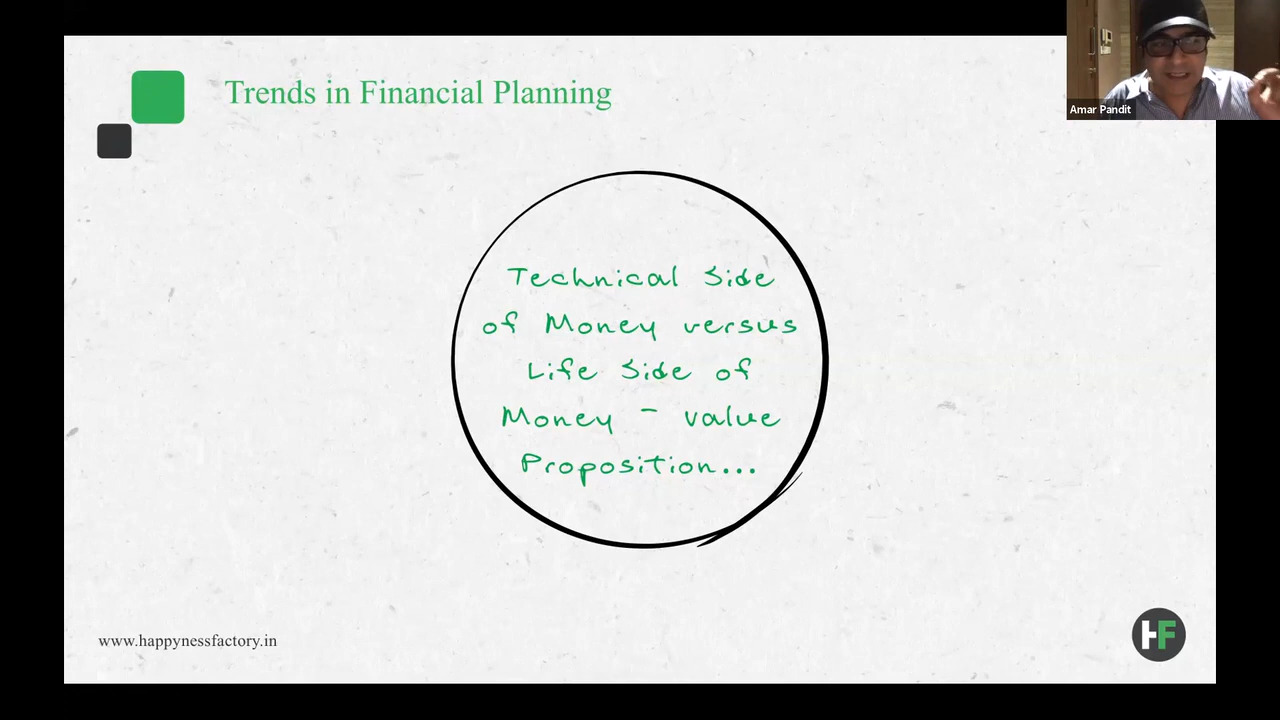 Trends in Financial Planning
Amar Pandit
Technical Side
of Money versus
Life Side of
Money - value
Proposition...
www.happynessfactory.in
HF